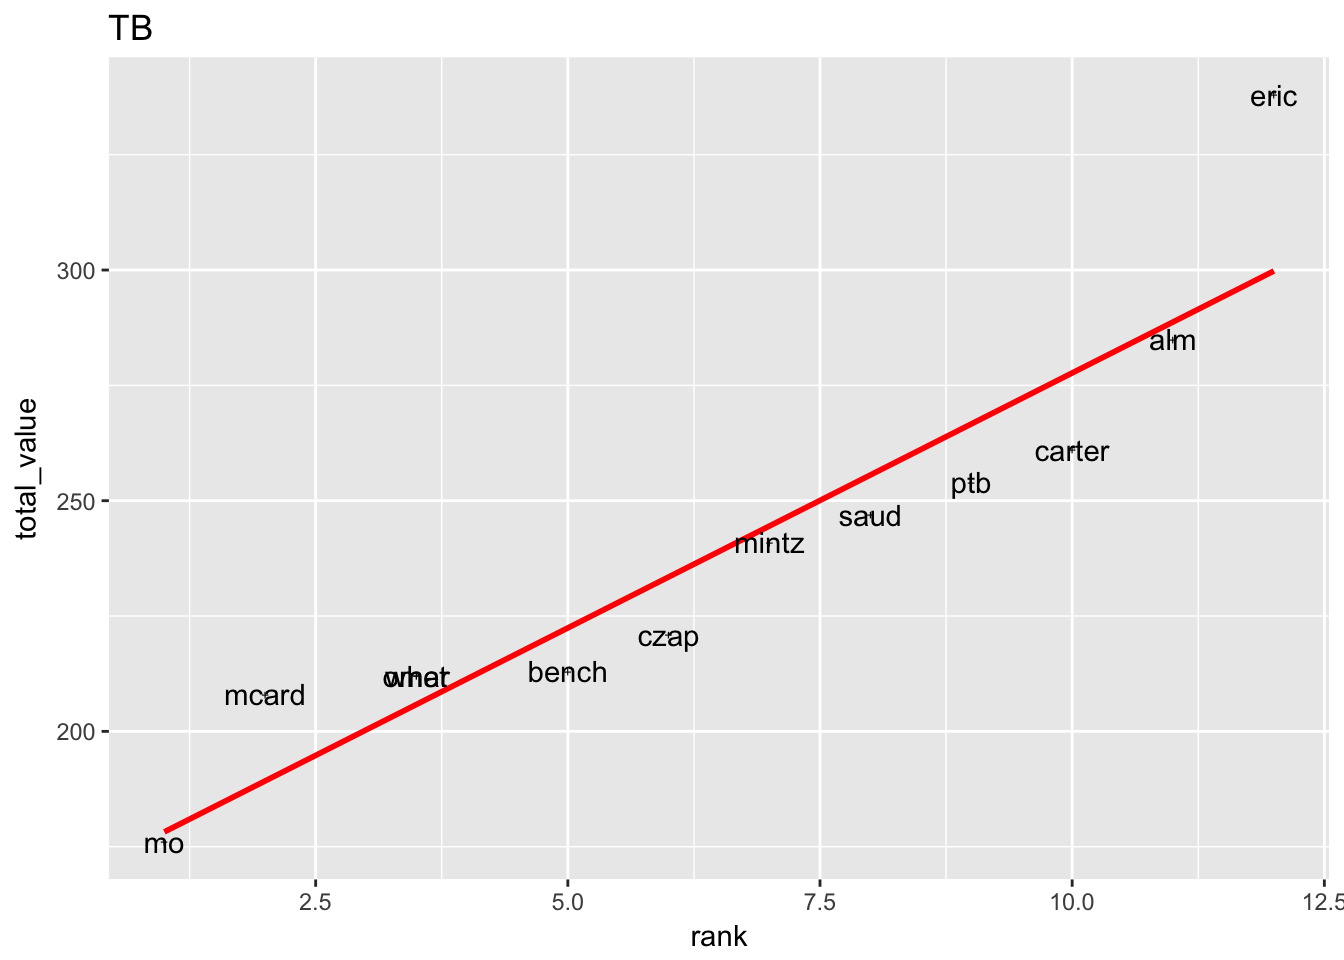 TB
eric
300
alm
carter
total_value
250
ptb
saud
mintz
czap
what
bench
mcard
200
mo
2.5 5.0 7.5 10.0 12.5
rank